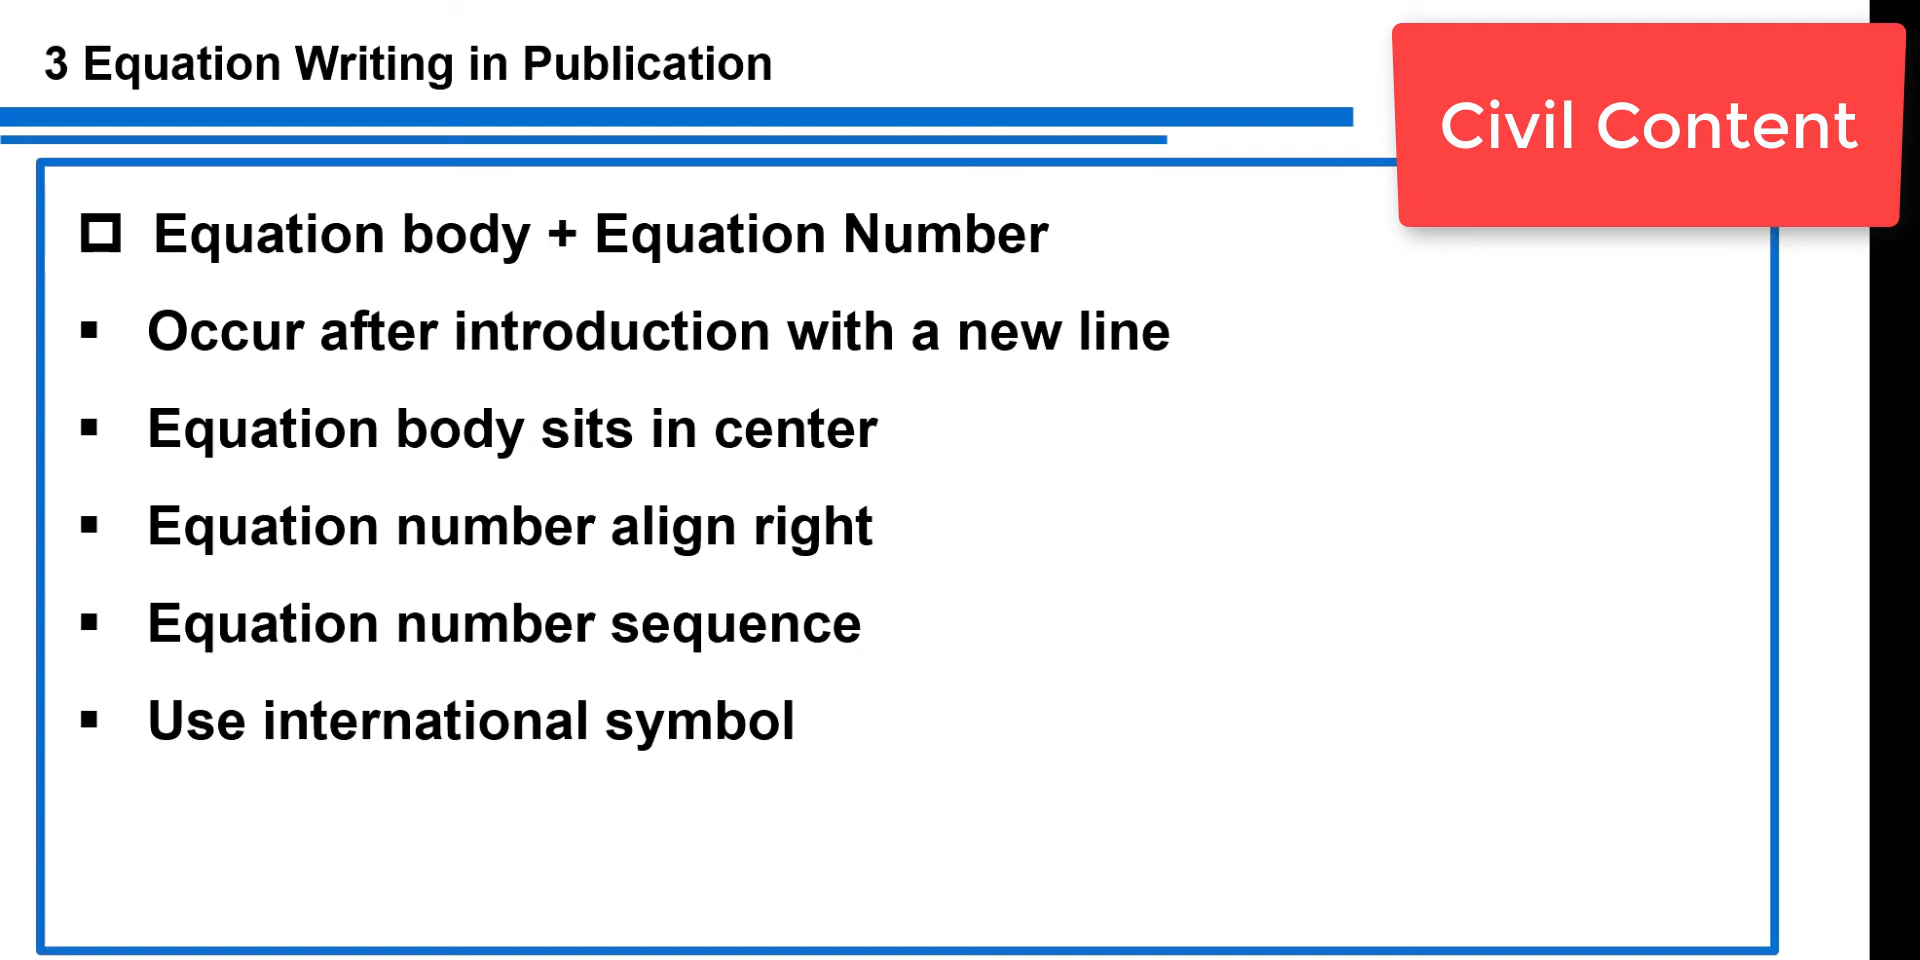 3 Equation Writing in Publication
Civil Content
Equation body + Equation Number
Occur after introduction with a new line
Equation body sits in center
Equation number align right
Equation number sequence
Use international symbol